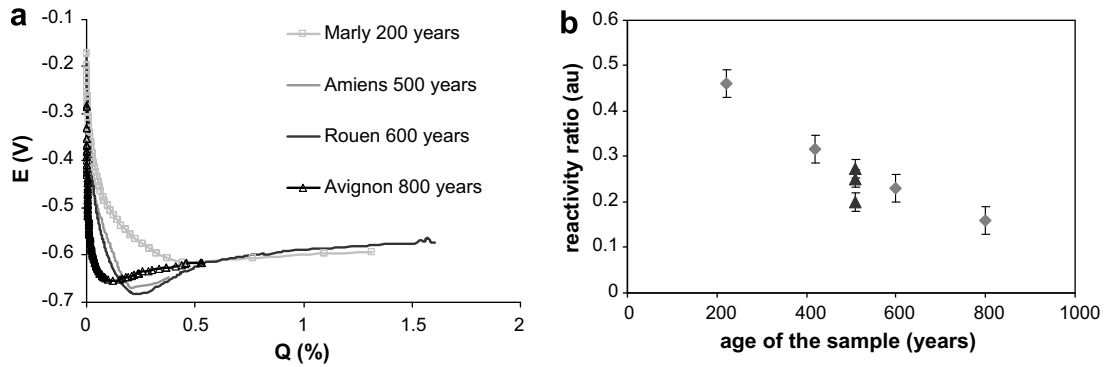 a
-0.1
-0.2
-0.3
-0.4
-0.5
-0.6
-0.7
E (V)
0
0.5
1
1.5
2
Q (%)
Marly 200 years
Amiens 500 years
Rouen 600 years
Avignon 800 years
b
0.6
0.5
0.4
0.3
0.2
0.1
0
reactivity ratio (au)
0
200
400
600
800
1000
age of the sample (years)